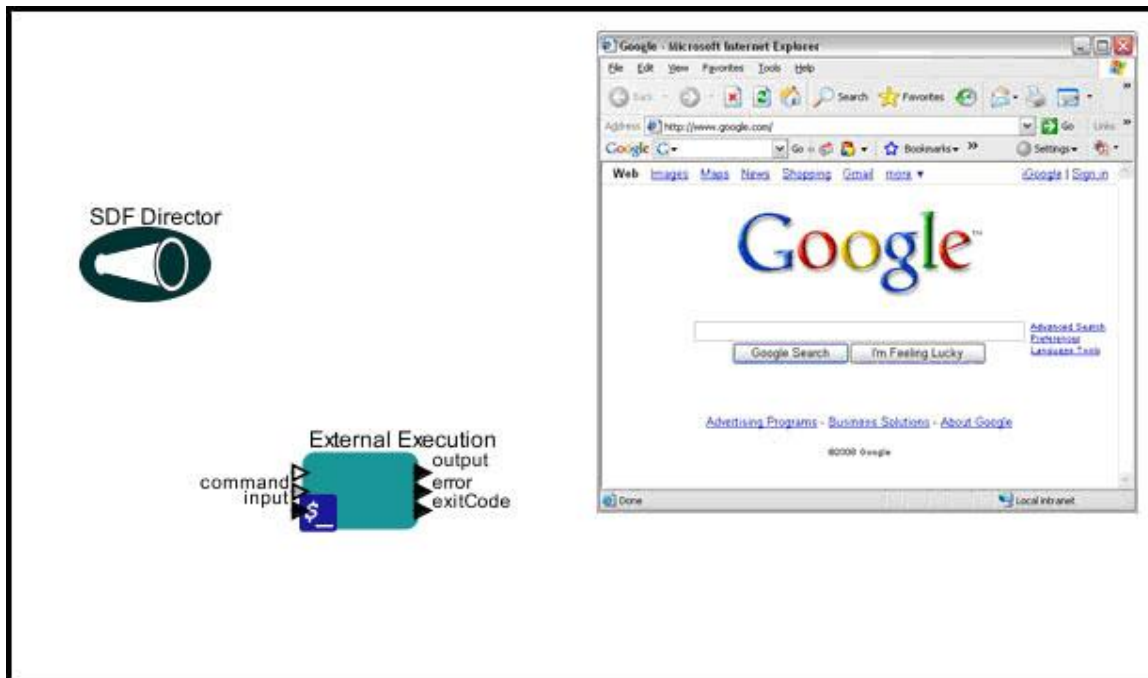 SDF Director
External Execution
command
input
output
error
exitCode
$_
Google - Microsoft Internet Explorer
File Edit View Favorites Tools Help
Back Search Favorites
Address http://www.google.com/ Go Links »
Google G Go Bookmarks » Settings
Web Images Maps News Shopping Gmail more ▼ iGoogle | Sign in
Google™
Advanced Search
Preferences
Language Tools
Google Search I'm Feeling Lucky
Advertising Programs - Business Solutions - About Google
©2008 Google
Done Local intranet